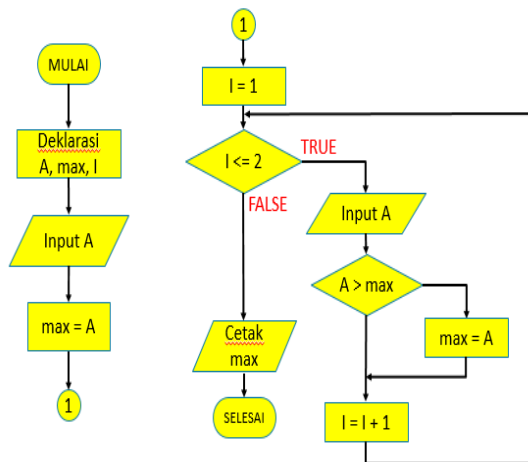 MULAI
Deklarasi
A, max, I
Input A
max = A
1
1
I = 1
I <= 2
TRUE
FALSE
Input A
A > max
max = A
I = I + 1
Cetak
max
SELESAI